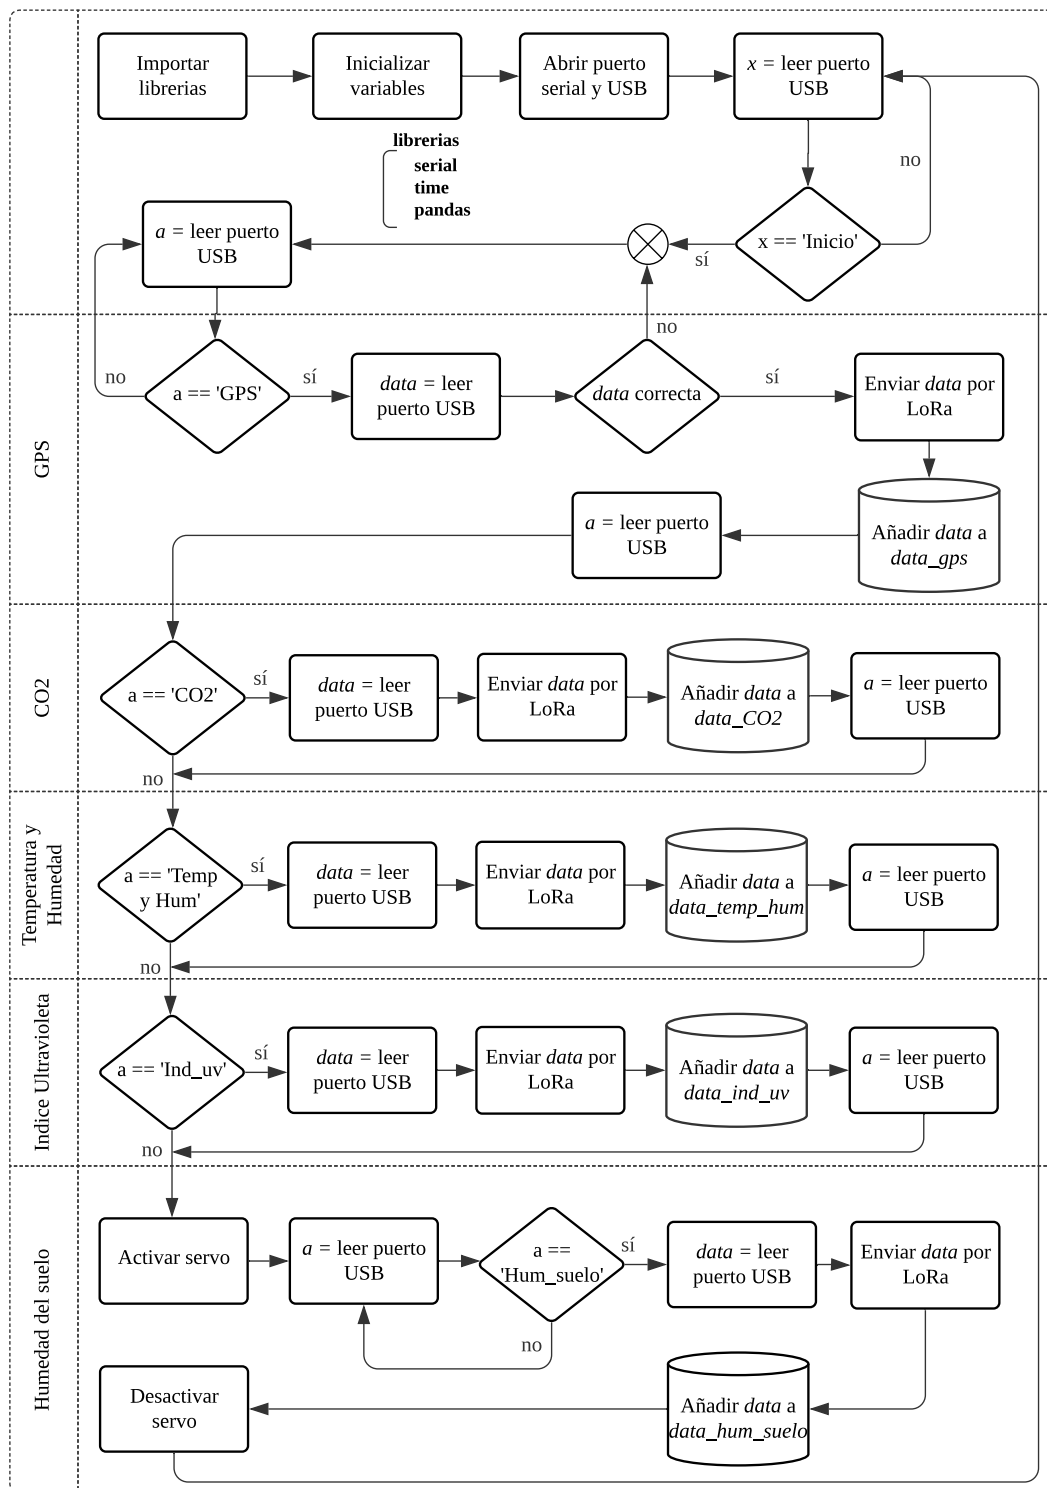 Importar
librerias
Inicializar
variables
Abrir puerto
serial y USB
x = leer puerto
USB
librerias
serial
time
pandas
no
a = leer puerto
USB
x == 'Inicio'
sí
no
GPS
no
a == 'GPS'
sí
data = leer
puerto USB
data correcta
sí
Enviar data por
LoRa
a = leer puerto
USB
Añadir data a
data_gps
CO2
a == 'CO2'
sí
data = leer
puerto USB
Enviar data por
LoRa
Añadir data a
data_CO2
a = leer puerto
USB
no
Temperatura y
Humedad
a == 'Temp
y Hum'
sí
data = leer
puerto USB
Enviar data por
LoRa
Añadir data a
data_temp_hum
a = leer puerto
USB
no
Indice Ultravioleta
a == 'Ind_uv'
sí
data = leer
puerto USB
Enviar data por
LoRa
Añadir data a
data_ind_uv
a = leer puerto
USB
no
Humedad del suelo
Activar servo
a = leer puerto
USB
a ==
'Hum_suelo'
sí
data = leer
puerto USB
Enviar data por
LoRa
no
Desactivar
servo
Añadir data a
data_hum_suelo